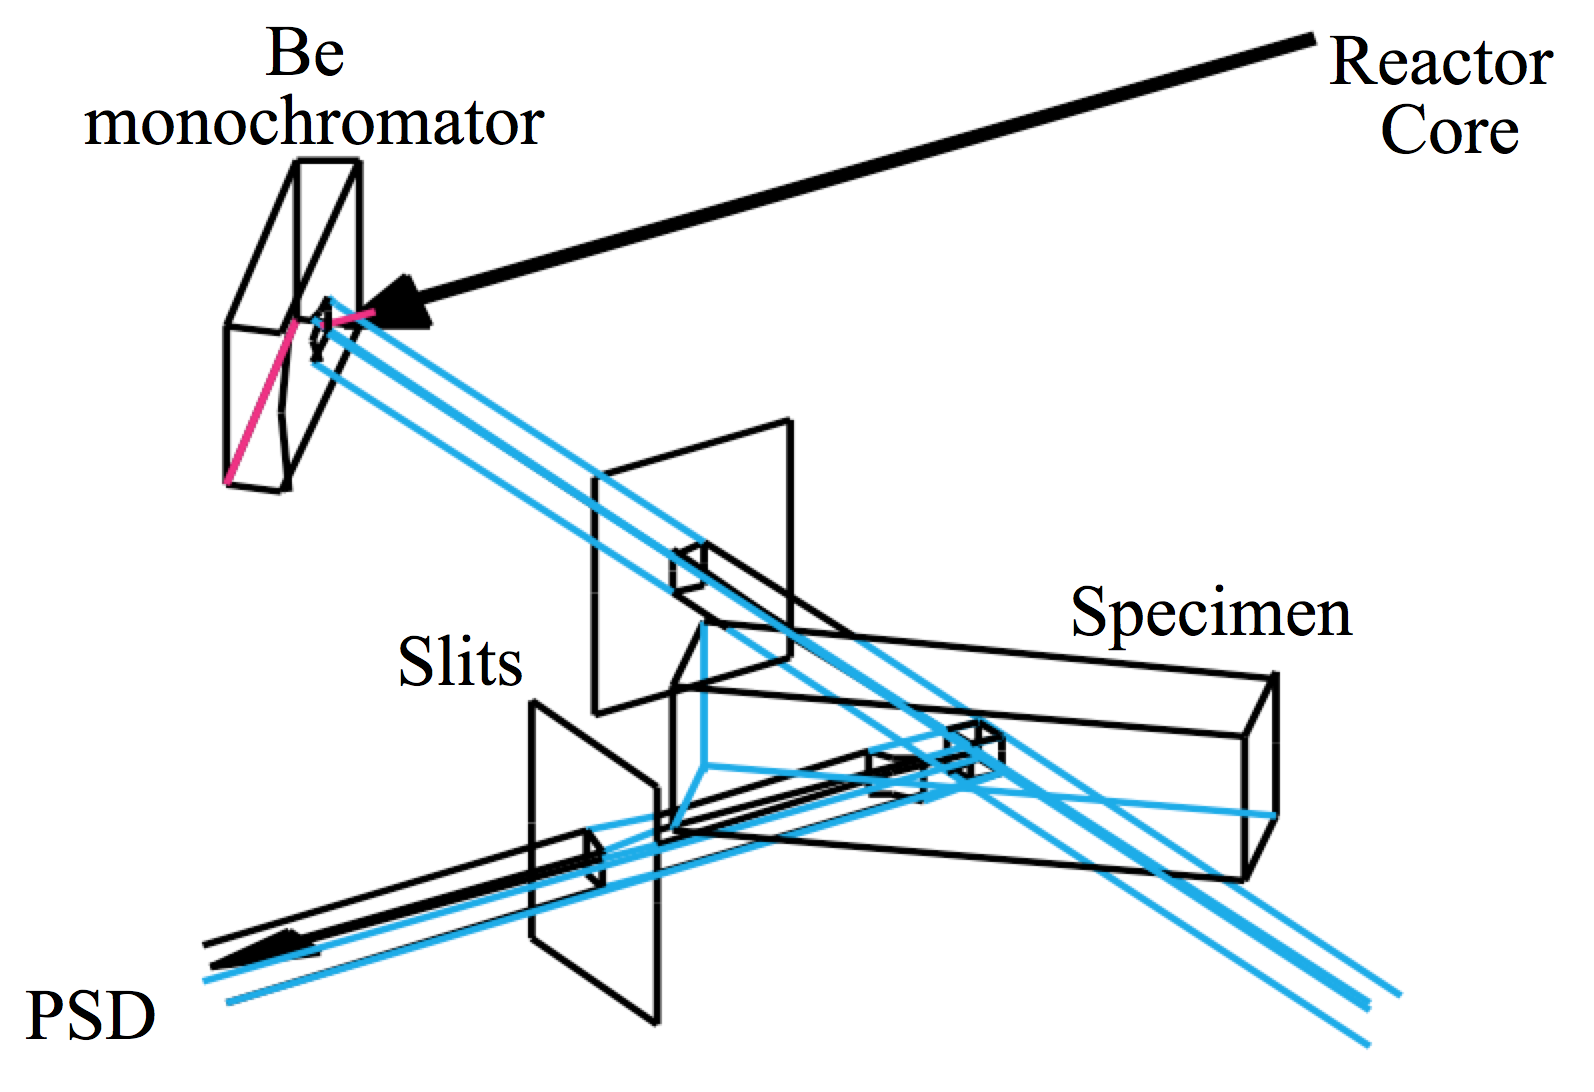 Be
monochromator
Reactor
Core
Specimen
Slits
PSD